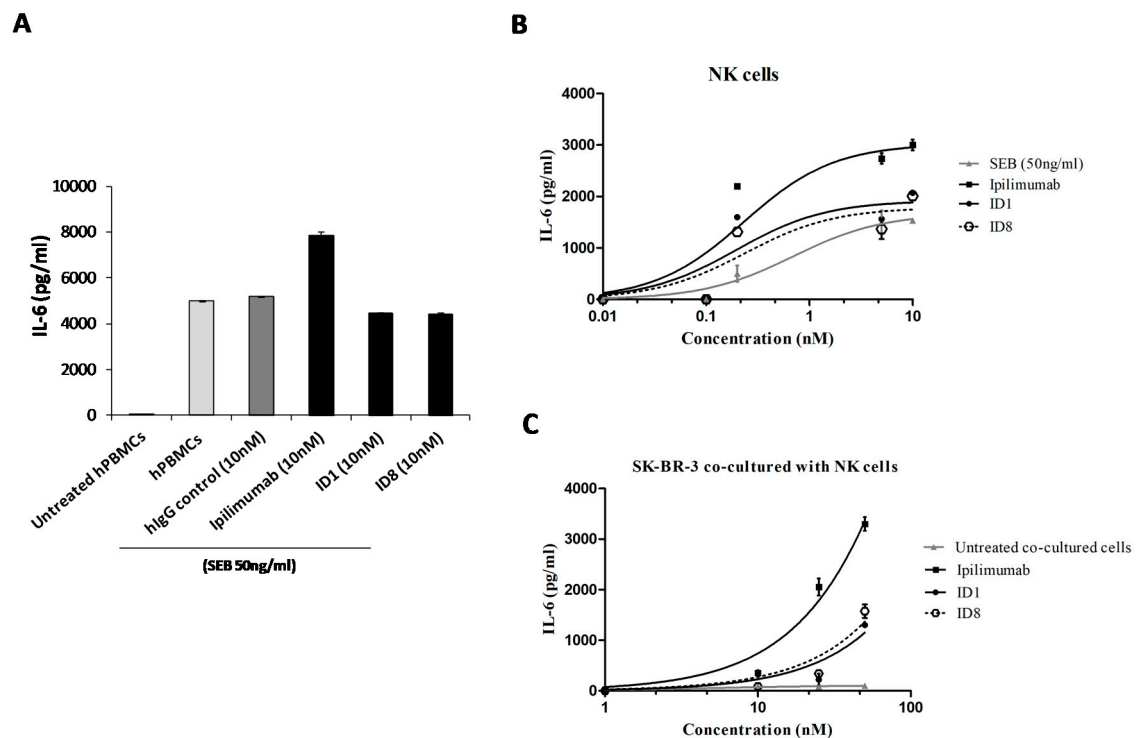 A
IL-6 (pg/ml)
10000
8000
6000
4000
2000
0
Untreated hPBMCs
hPBMCs
hIgG control (10nM)
Ipilimumab (10nM)
ID1 (10nM)
ID8 (10nM)
(SEB 50ng/ml)
B
NK cells
IL-6 (pg/ml)
4000
3000
2000
1000
0
0.01
0.1
1
10
Concentration (nM)
SEB (50ng/ml)
Ipilimumab
ID1
ID8
C
SK-BR-3 co-cultured with NK cells
IL-6 (pg/ml)
4000
3000
2000
1000
0
1
10
100
Concentration (nM)
Untreated co-cultured cells
Ipilimumab
ID1
ID8